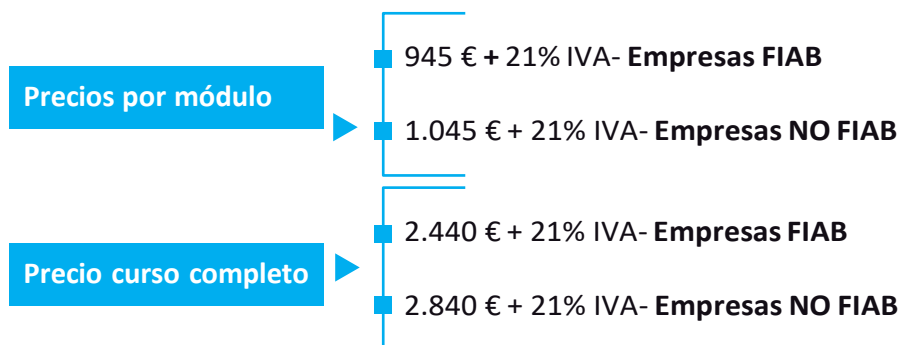 945 € + 21% IVA- Empresas FIAB
Precios por módulo
1.045 € + 21% IVA- Empresas NO FIAB
2.440 € + 21% IVA- Empresas FIAB
Precio curso completo
2.840 € + 21% IVA- Empresas NO FIAB